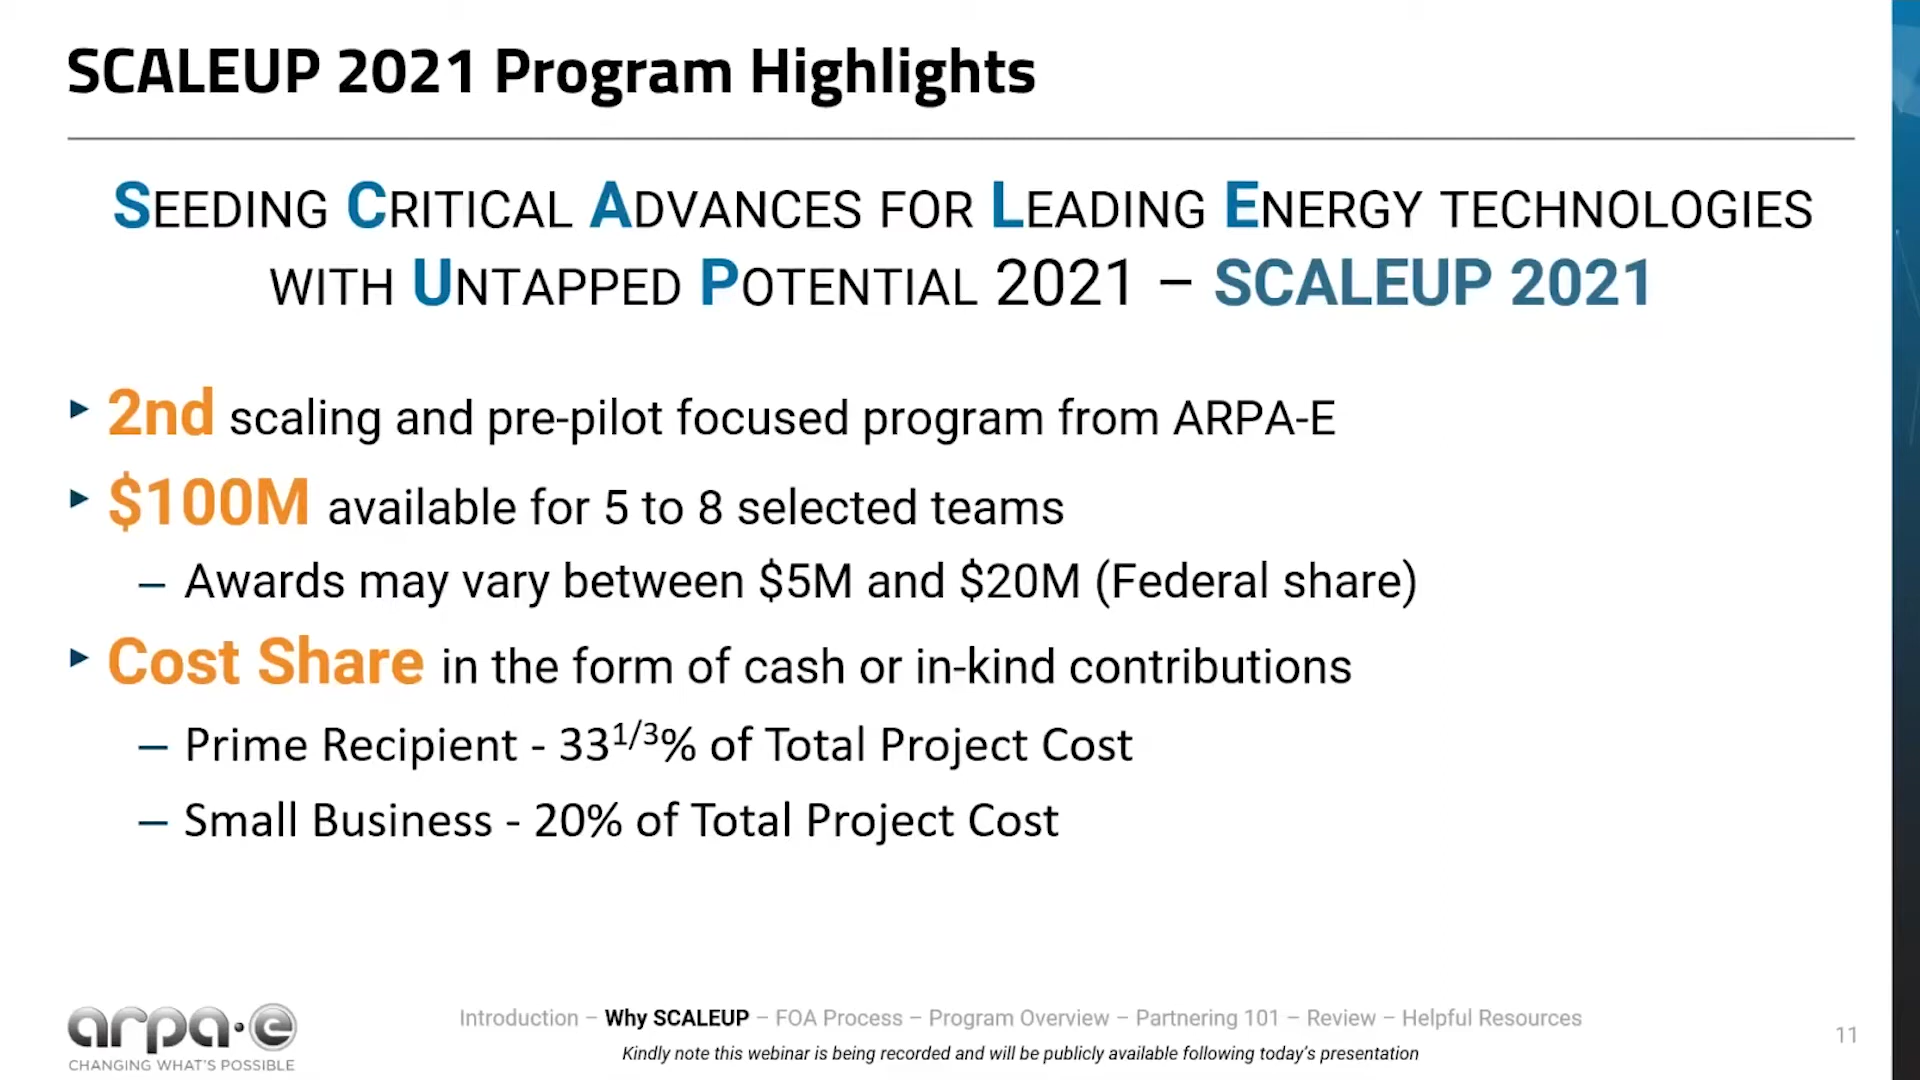 SCALEUP 2021 Program Highlights
SEEDING CRITICAL ADVANCES FOR LEADING ENERGY TECHNOLOGIES
WITH UNTAPPED POTENTIAL 2021 – SCALEUP 2021
‣ 2nd scaling and pre-pilot focused program from ARPA-E
‣ $100M available for 5 to 8 selected teams
– Awards may vary between $5M and $20M (Federal share)
‣ Cost Share in the form of cash or in-kind contributions
– Prime Recipient - 33^1/3% of Total Project Cost
– Small Business - 20% of Total Project Cost
arpa·e
CHANGING WHAT'S POSSIBLE
Introduction – Why SCALEUP – FOA Process – Program Overview – Partnering 101 – Review – Helpful Resources
Kindly note this webinar is being recorded and will be publicly available following today's presentation
11